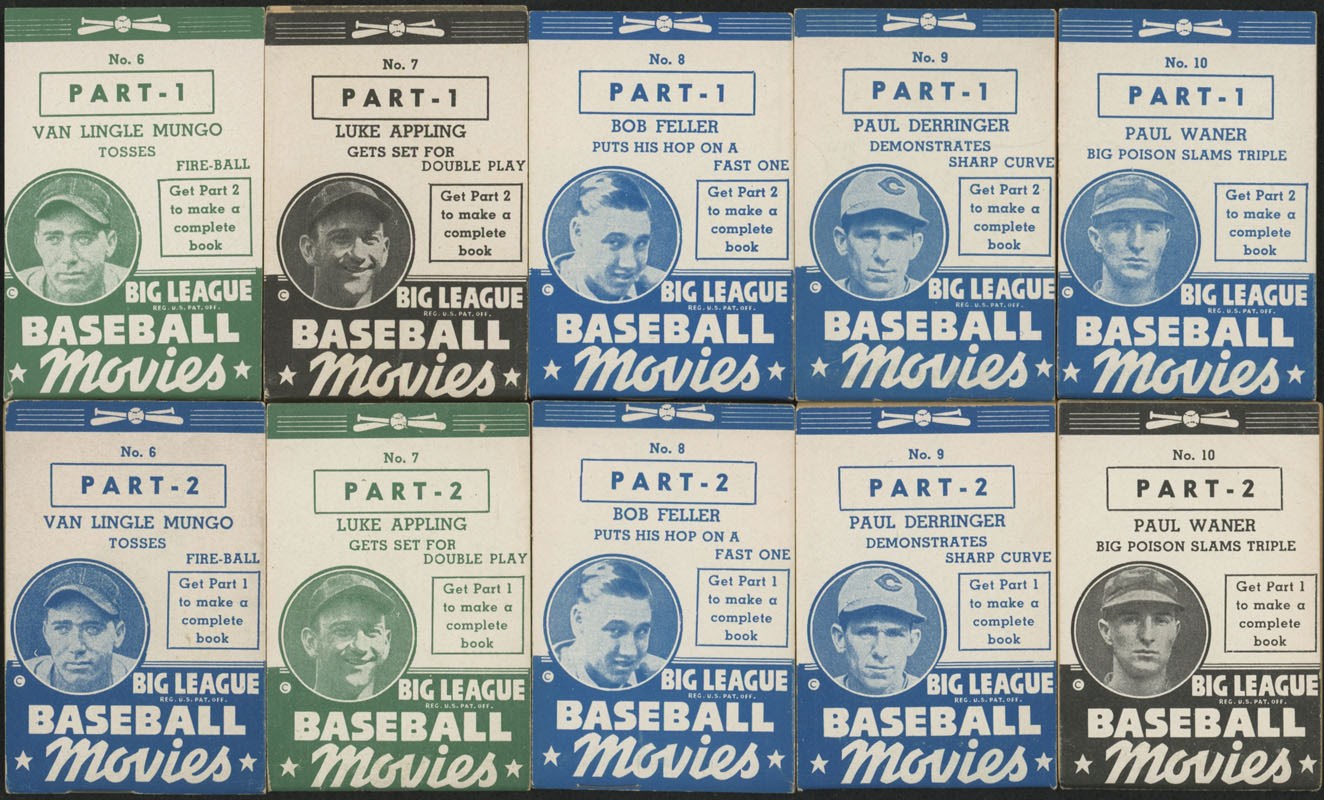 No. 6
PART-1
VAN LINGLE MUNGO
TOSSES
FIRE-BALL
Get Part 2
to make a
complete
book
©
BIG LEAGUE
REG. U.S. PAT. OFF.
BASEBALL
Movies
No. 7
PART-1
LUKE APPLING
GETS SET FOR
DOUBLE PLAY
Get Part 2
to make a
complete
book
©
BIG LEAGUE
REG. U.S. PAT. OFF.
BASEBALL
Movies
No. 8
PART-1
BOB FELLER
PUTS HIS HOP ON A
FAST ONE
Get Part 2
to make a
complete
book
©
BIG LEAGUE
REG. U.S. PAT. OFF.
BASEBALL
Movies
No. 9
PART-1
PAUL DERRINGER
DEMONSTRATES
SHARP CURVE
Get Part 2
to make a
complete
book
C
©
BIG LEAGUE
REG. U.S. PAT. OFF.
BASEBALL
Movies
No. 10
PART-1
PAUL WANER
BIG POISON SLAMS TRIPLE
Get Part 2
to make a
complete
book
©
BIG LEAGUE
REG. U.S. PAT. OFF.
BASEBALL
Movies
No. 6
PART-2
VAN LINGLE MUNGO
TOSSES
FIRE-BALL
Get Part 1
to make a
complete
book
©
BIG LEAGUE
REG. U.S. PAT. OFF.
BASEBALL
Movies
No. 7
PART-2
LUKE APPLING
GETS SET FOR
DOUBLE PLAY
Get Part 1
to make a
complete
book
©
BIG LEAGUE
REG. U.S. PAT. OFF.
BASEBALL
Movies
No. 8
PART-2
BOB FELLER
PUTS HIS HOP ON A
FAST ONE
Get Part 1
to make a
complete
book
©
BIG LEAGUE
REG. U.S. PAT. OFF.
BASEBALL
Movies
No. 9
PART-2
PAUL DERRINGER
DEMONSTRATES
SHARP CURVE
Get Part 1
to make a
complete
book
C
©
BIG LEAGUE
REG. U.S. PAT. OFF.
BASEBALL
Movies
No. 10
PART-2
PAUL WANER
BIG POISON SLAMS TRIPLE
Get Part 1
to make a
complete
book
©
BIG LEAGUE
REG. U.S. PAT. OFF.
BASEBALL
Movies